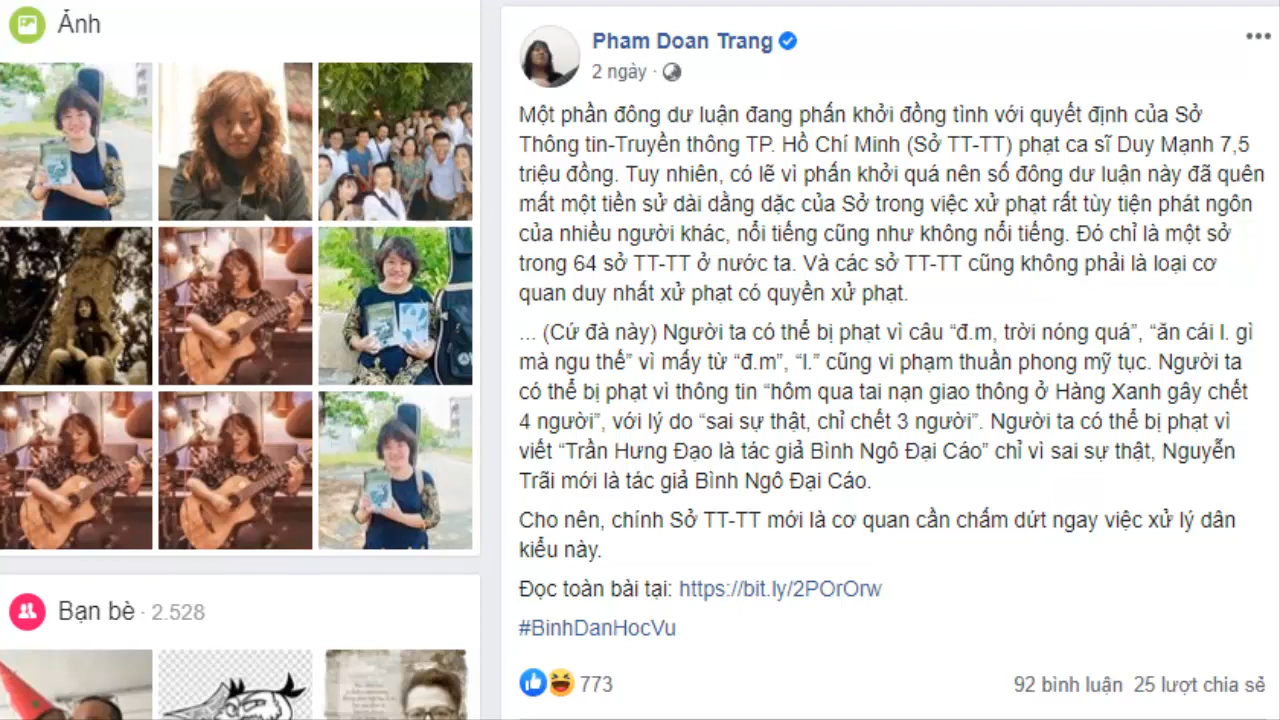 Ảnh
Bạn bè · 2.528
Pham Doan Trang
2 ngày ·
Một phần đông dư luận đang phấn khởi đồng tình với quyết định của Sở
Thông tin-Truyền thông TP. Hồ Chí Minh (Sở TT-TT) phạt ca sĩ Duy Mạnh 7,5
triệu đồng. Tuy nhiên, có lẽ vì phấn khởi quá nên số đông dư luận này đã quên
mất một tiền sử dài dằng dặc của Sở trong việc xử phạt rất tùy tiện phát ngôn
của nhiều người khác, nổi tiếng cũng như không nổi tiếng. Đó chỉ là một sở
trong 64 sở TT-TT ở nước ta. Và các sở TT-TT cũng không phải là loại cơ
quan duy nhất xử phạt có quyền xử phạt.
... (Cứ đà này) Người ta có thể bị phạt vì câu “đ.m, trời nóng quá”, “ăn cái l. gì
mà ngu thế” vì mấy từ “đ.m”, “l.” cũng vi phạm thuần phong mỹ tục. Người ta
có thể bị phạt vì thông tin “hôm qua tai nạn giao thông ở Hàng Xanh gây chết
4 người”, với lý do “sai sự thật, chỉ chết 3 người”. Người ta có thể bị phạt vì
viết “Trần Hưng Đạo là tác giả Bình Ngô Đại Cáo” chỉ vì sai sự thật, Nguyễn
Trãi mới là tác giả Bình Ngô Đại Cáo.
Cho nên, chính Sở TT-TT mới là cơ quan cần chấm dứt ngay việc xử lý dân
kiểu này.
Đọc toàn bài tại: https://bit.ly/2POrOrw
#BinhDanHocVu
773
92 bình luận 25 lượt chia sẻ